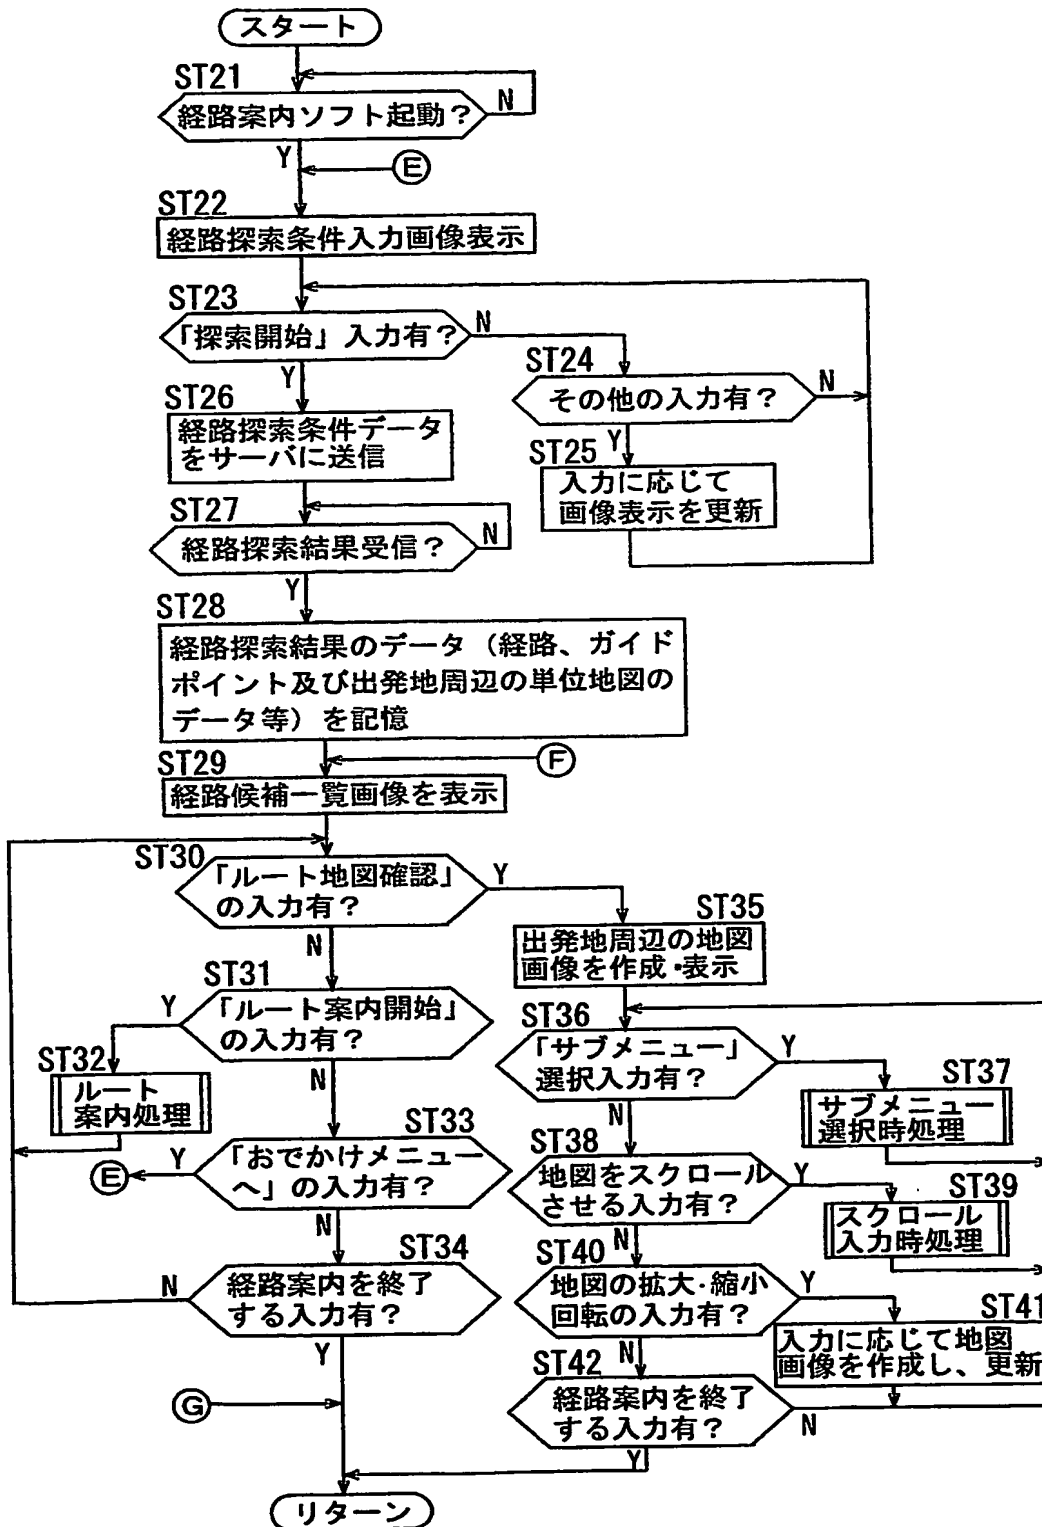 スタート
ST21
経路案内ソフト起動?
N
Y
E
ST22
経路探索条件入力画像表示
ST23
「探索開始」入力有?
N
Y
ST24
その他の入力有?
N
Y
ST25
入力に応じて
画像表示を更新
ST26
経路探索条件データ
をサーバに送信
ST27
経路探索結果受信?
N
Y
ST28
経路探索結果のデータ(経路、ガイド
ポイント及び出発地周辺の単位地図の
データ等)を記憶
F
ST29
経路候補一覧画像を表示
ST30
「ルート地図確認」
の入力有?
Y
N
ST31
「ルート案内開始」
の入力有?
Y
N
ST32
ルート
案内処理
ST33
「おでかけメニュー
へ」の入力有?
Y
E
N
ST34
経路案内を終了
する入力有?
N
Y
G
ST35
出発地周辺の地図
画像を作成・表示
ST36
「サブメニュー」
選択入力有?
Y
N
ST37
サブメニュー
選択時処理
ST38
地図をスクロール
させる入力有?
Y
N
ST39
スクロール
入力時処理
ST40
地図の拡大・縮小
回転の入力有?
Y
N
ST41
入力に応じて地図
画像を作成し、更新
ST42
経路案内を終了
する入力有?
N
Y
リターン